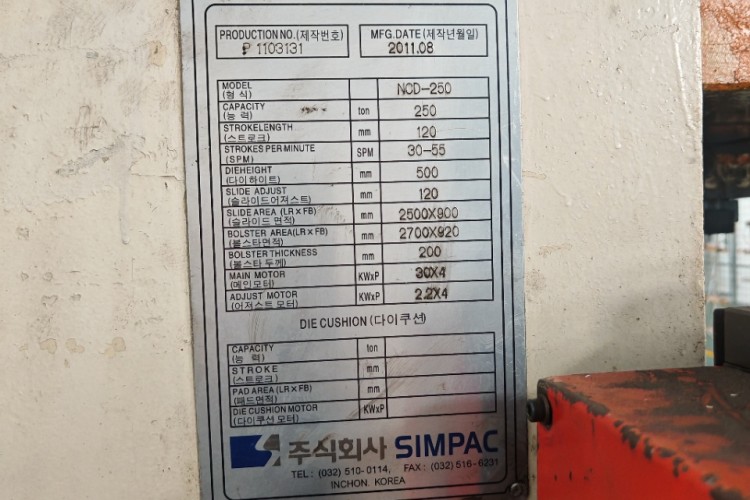 PRODUCTION NO.(제작번호) MFG.DATE (제작년월일)
P 1103131 2011.08
MODEL (형 식) NCD-250
CAPACITY (능 력) ton 250
STROKELENGTH (스트로크) mm 120
STROKES PER MINUTE (SPM) SPM 30-55
DIEHEIGHT (다이하이트) mm 500
SLIDE ADJUST (슬라이드어져스트) mm 120
SLIDE AREA (LR X FB) (슬라이드 면적) mm 2500X800
BOLSTER AREA(LR X FB) (볼스타면적) mm 2700X920
BOLSTER THICKNESS (볼스타 두께) mm 200
MAIN MOTOR (메인모터) KWxP 30X4
ADJUST MOTOR (어져스트 모터) KWxP 2.2X4
DIE CUSHION (다이쿠션)
CAPACITY (능 력) ton
STROKE (스트로크) mm
PAD AREA (LR X FB) (패드면적) mm
DIE CUSHION MOTOR (다이쿠션 모터) KWxP
주식회사 SIMPAC
TEL : (032) 510-0114, FAX : (032) 516-6231
INCHON. KOREA